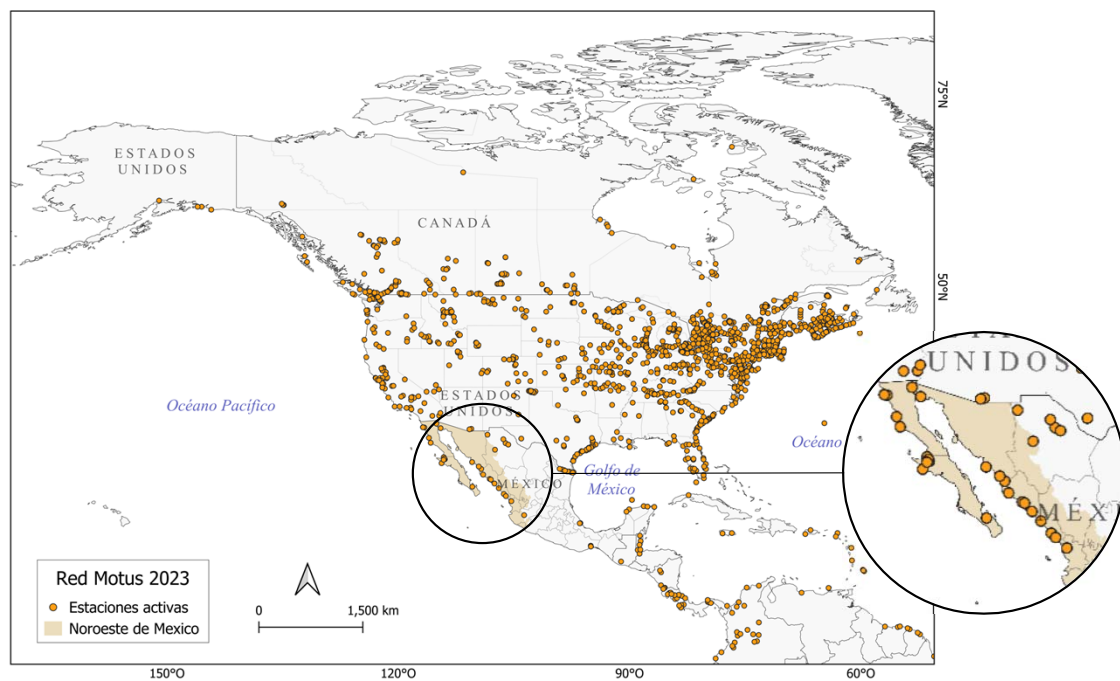 ESTADOS
UNIDOS
75°N
CANADÁ
50°N
ESTADOS
UNIDOS
Océano Pacífico
Océano
Golfo de
México
MÉXICO
UNIDOS
MÉXI
Red Motus 2023
Estaciones activas
Noroeste de Mexico
0
1,500 km
150°O
120°O
90°O
60°O